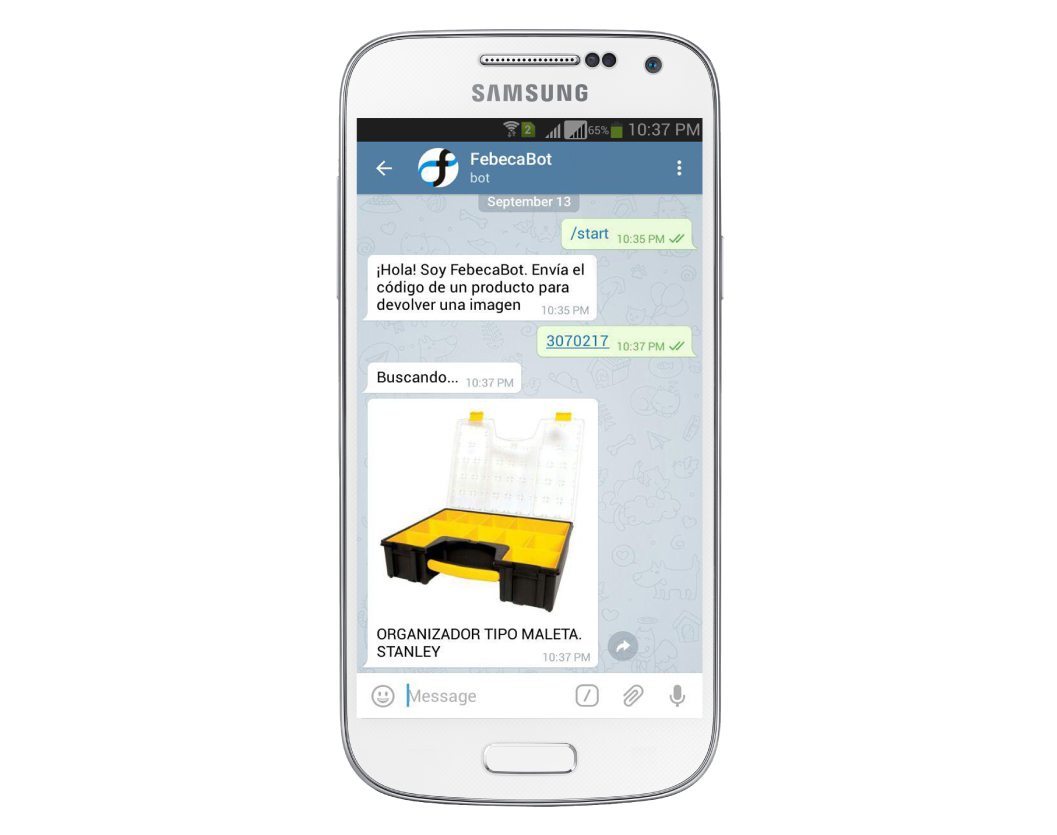 SAMSUNG
2 65% 10:37 PM
FebecaBot
bot
September 13
/start 10:35 PM
¡Hola! Soy FebecaBot. Envía el
código de un producto para
devolver una imagen 10:35 PM
3070217 10:37 PM
Buscando... 10:37 PM
ORGANIZADOR TIPO MALETA.
STANLEY 10:37 PM
Message